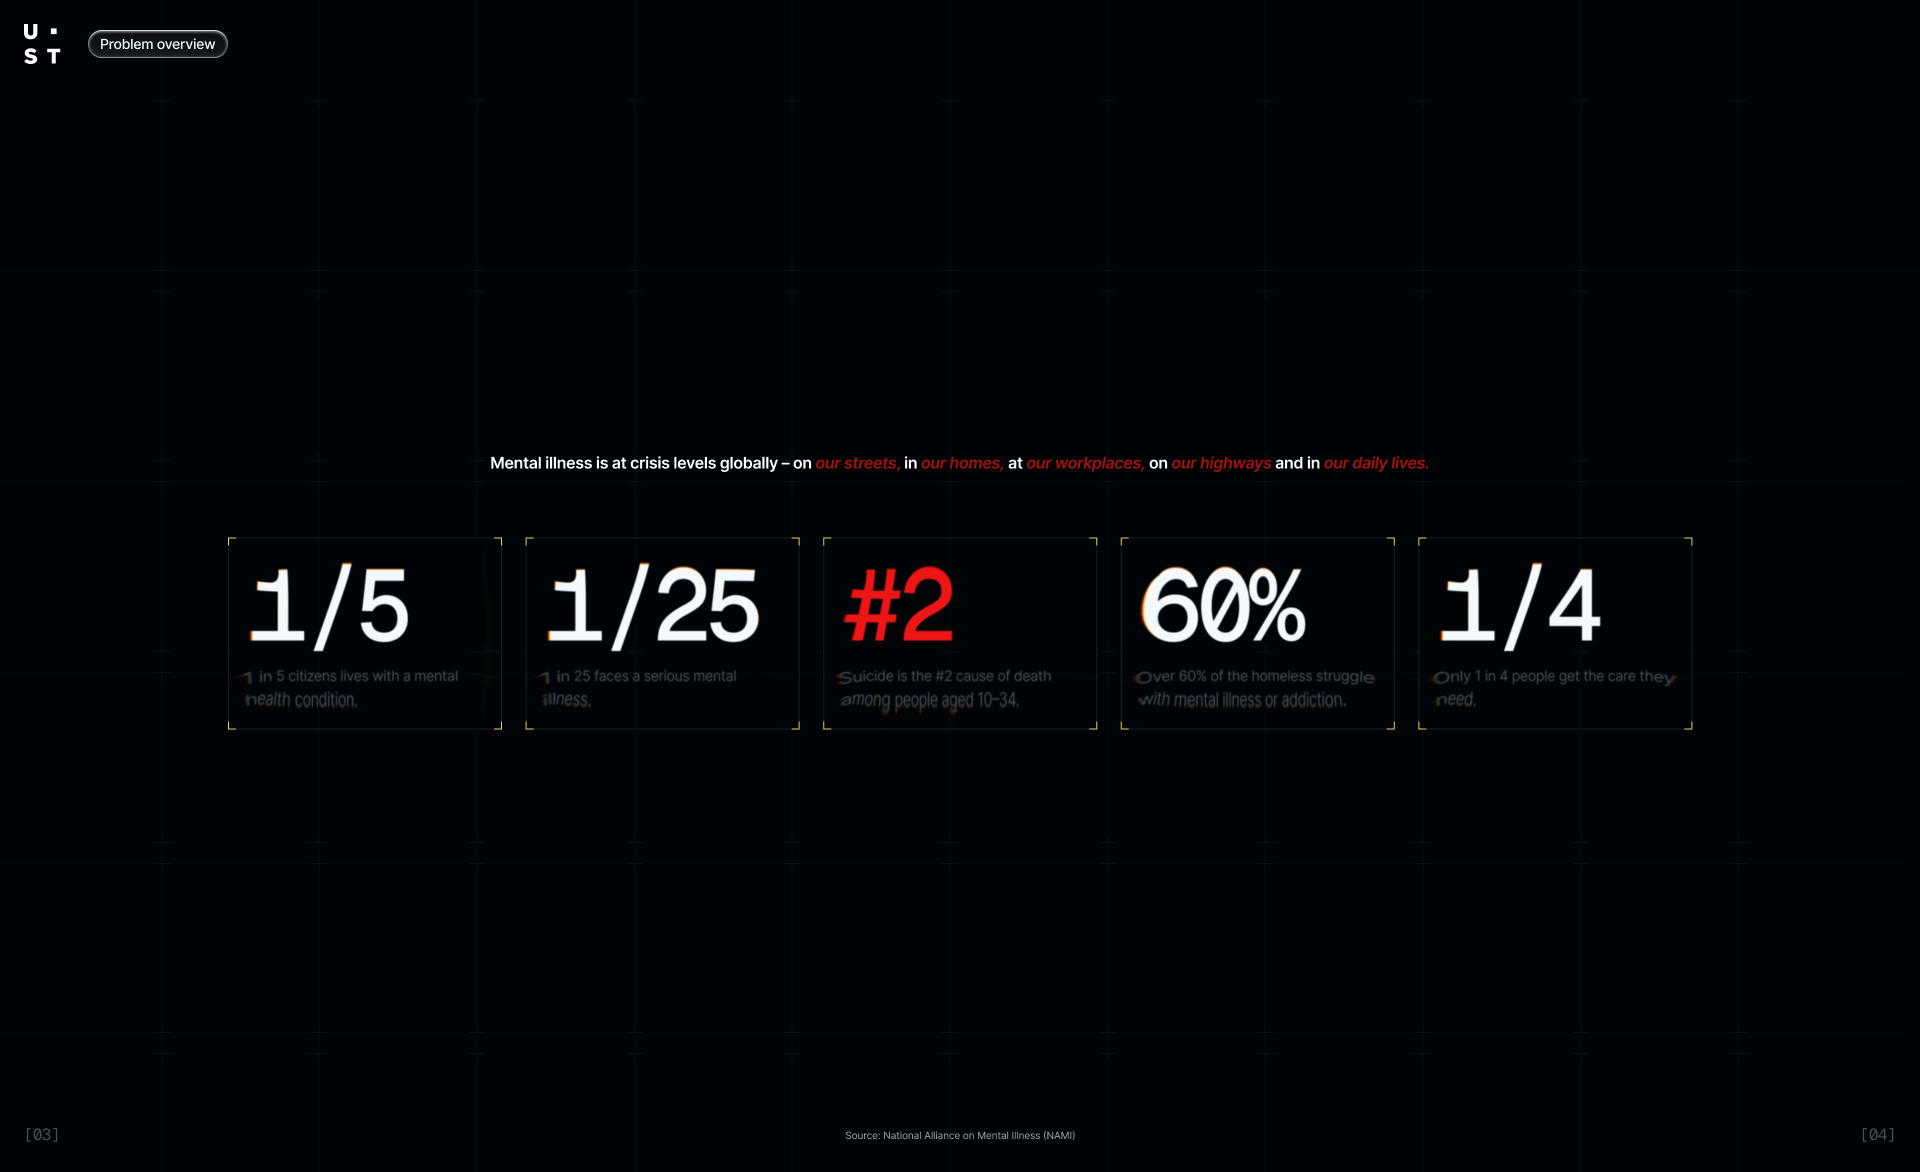 U ·
S T
Problem overview
Mental illness is at crisis levels globally – on our streets, in our homes, at our workplaces, on our highways and in our daily lives.
1/5
1 in 5 citizens lives with a mental
health condition.
1/25
1 in 25 faces a serious mental
illness.
#2
Suicide is the #2 cause of death
among people aged 10–34.
60%
Over 60% of the homeless struggle
with mental illness or addiction.
1/4
Only 1 in 4 people get the care they
need.
[03]
Source: National Alliance on Mental Illness (NAMI)
[04]